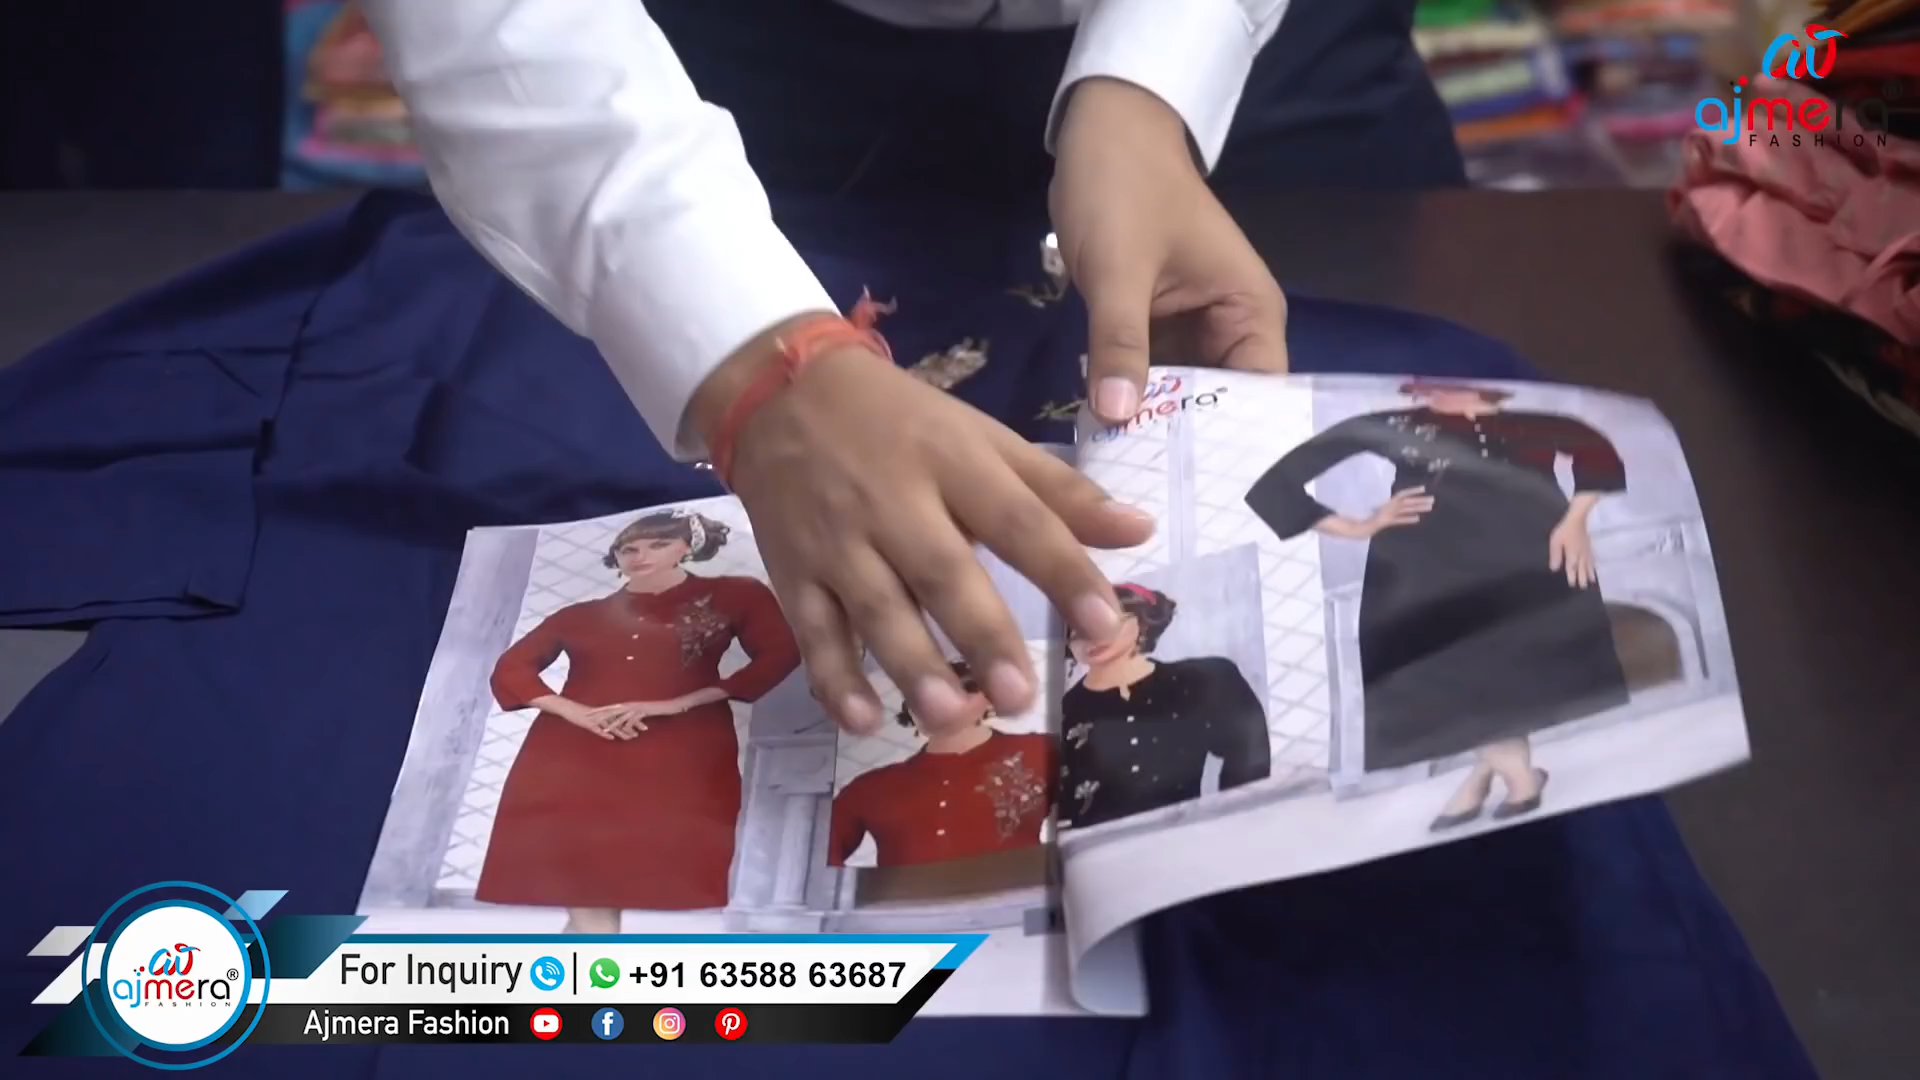 ajmera®
FASHION
ajmera
ajmera®
FASHION
For Inquiry | +91 63588 63687
Ajmera Fashion